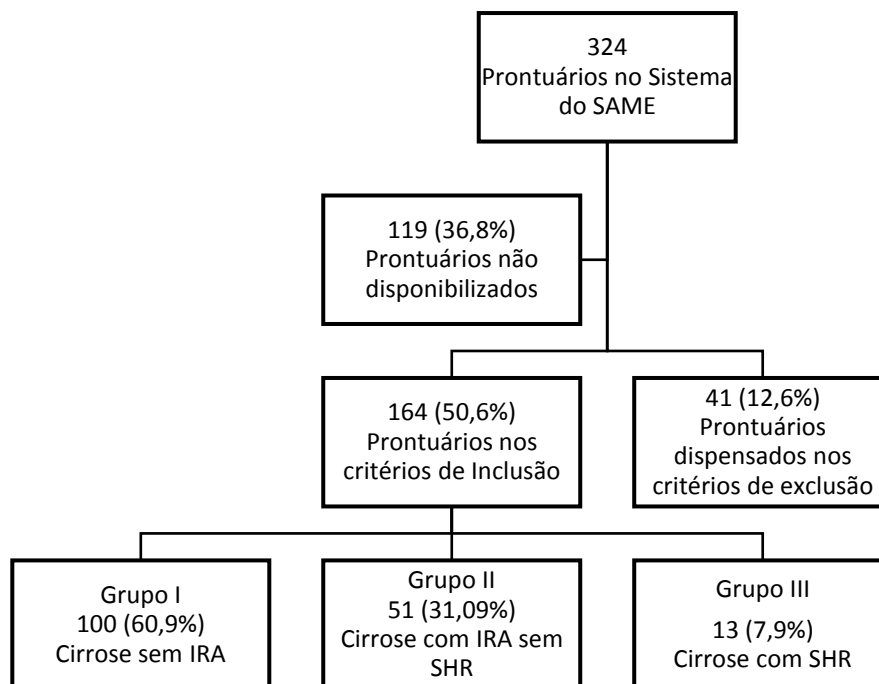 324
Prontuários no Sistema
do SAME
119 (36,8%)
Prontuários não
disponibilizados
164 (50,6%)
Prontuários nos
critérios de Inclusão
41 (12,6%)
Prontuários
dispensados nos
critérios de exclusão
Grupo I
100 (60,9%)
Cirrose sem IRA
Grupo II
51 (31,09%)
Cirrose com IRA sem
SHR
Grupo III
13 (7,9%)
Cirrose com SHR